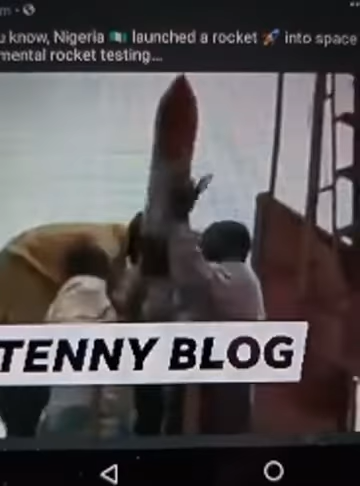 know, Nigeria 🇳🇬 launched a rocket 🚀 into space
mental rocket testing...
TENNY BLOG